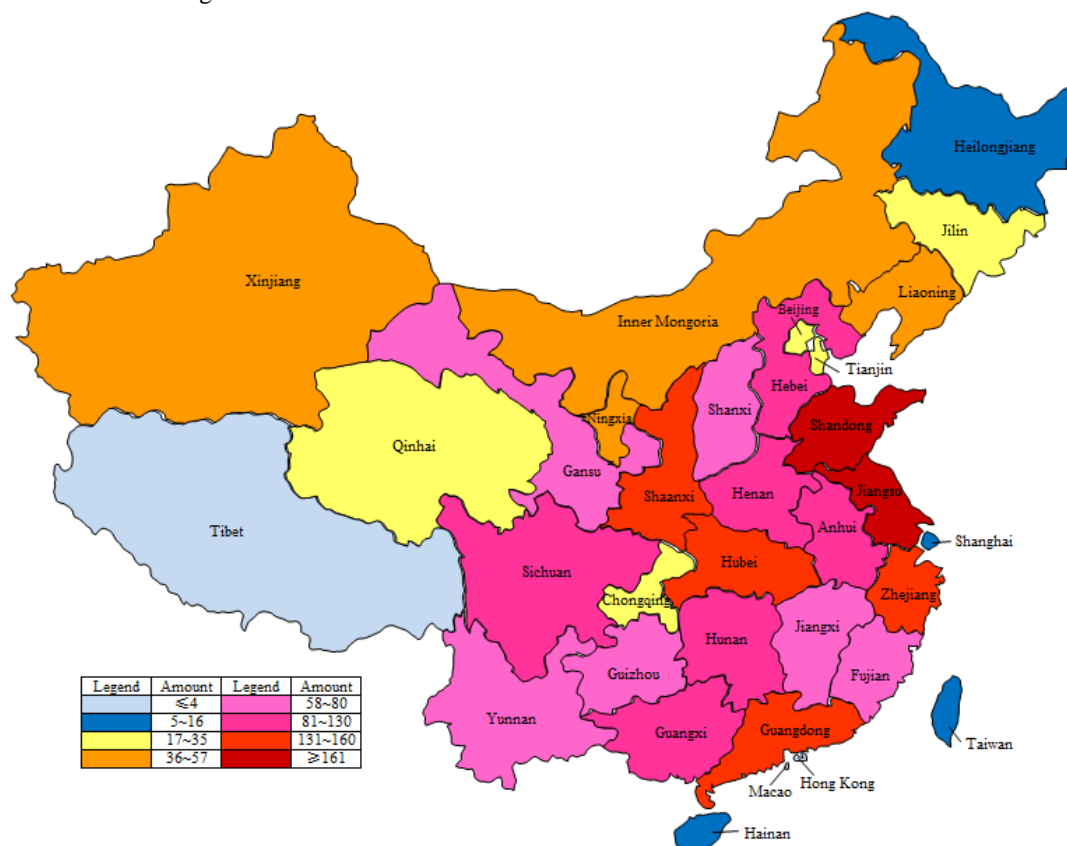 Heilongjiang
Jilin
Xinjiang
Liaoning
Beijing
Inner Mongoria
Tianjin
Hebei
Shanxi
Ningxia
Shandong
Qinhai
Gansu
Shaanxi
Henan
Jiangsu
Anhui
Tibet
Shanghai
Hubei
Sichuan
Zhejiang
Chongqing
Jiangxi
Hunan
Guizhou
Fujian
Legend Amount Legend Amount
≤4 58~80
5~16 81~130
17~35 131~160
36~57 ≥161
Yunnan
Guangxi
Guangdong
Taiwan
Hong Kong
Macao
Hainan